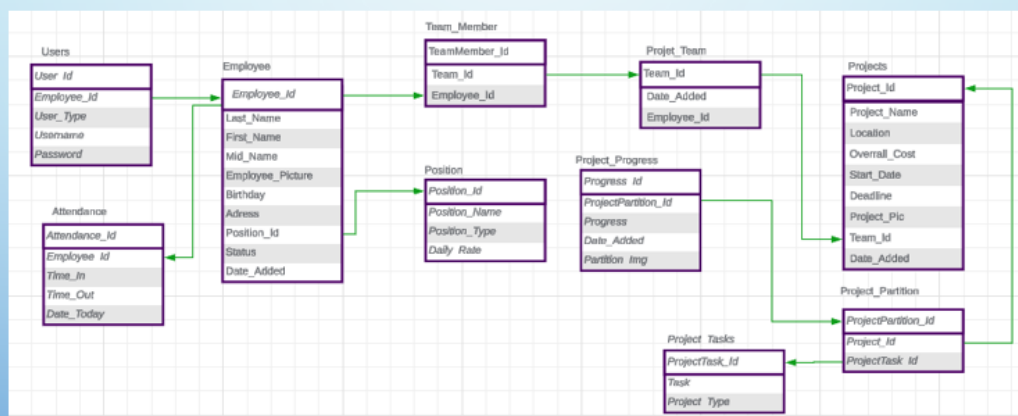 Users
User Id
Employee_Id
User_Type
Username
Password
Attendance
Attendance_Id
Employee Id
Time_In
Time_Out
Date_Today
Employee
Employee_Id
Last_Name
First_Name
Mid_Name
Employee_Picture
Birthday
Adress
Position_Id
Status
Date_Added
Team_Member
TeamMember_Id
Team_Id
Employee_Id
Position
Position_Id
Position_Name
Position_Type
Daily Rate
Projet_Team
Team_Id
Date_Added
Employee_Id
Project_Progress
Progress Id
ProjectPartition_Id
Progress
Date_Added
Partition Img
Projects
Project_Id
Project_Name
Location
Overrall_Cost
Start_Date
Deadline
Project_Pic
Team_Id
Date_Added
Project_Partition
ProjectPartition_Id
Project_Id
ProjectTask Id
Project Tasks
ProjectTask_Id
Task
Project Type